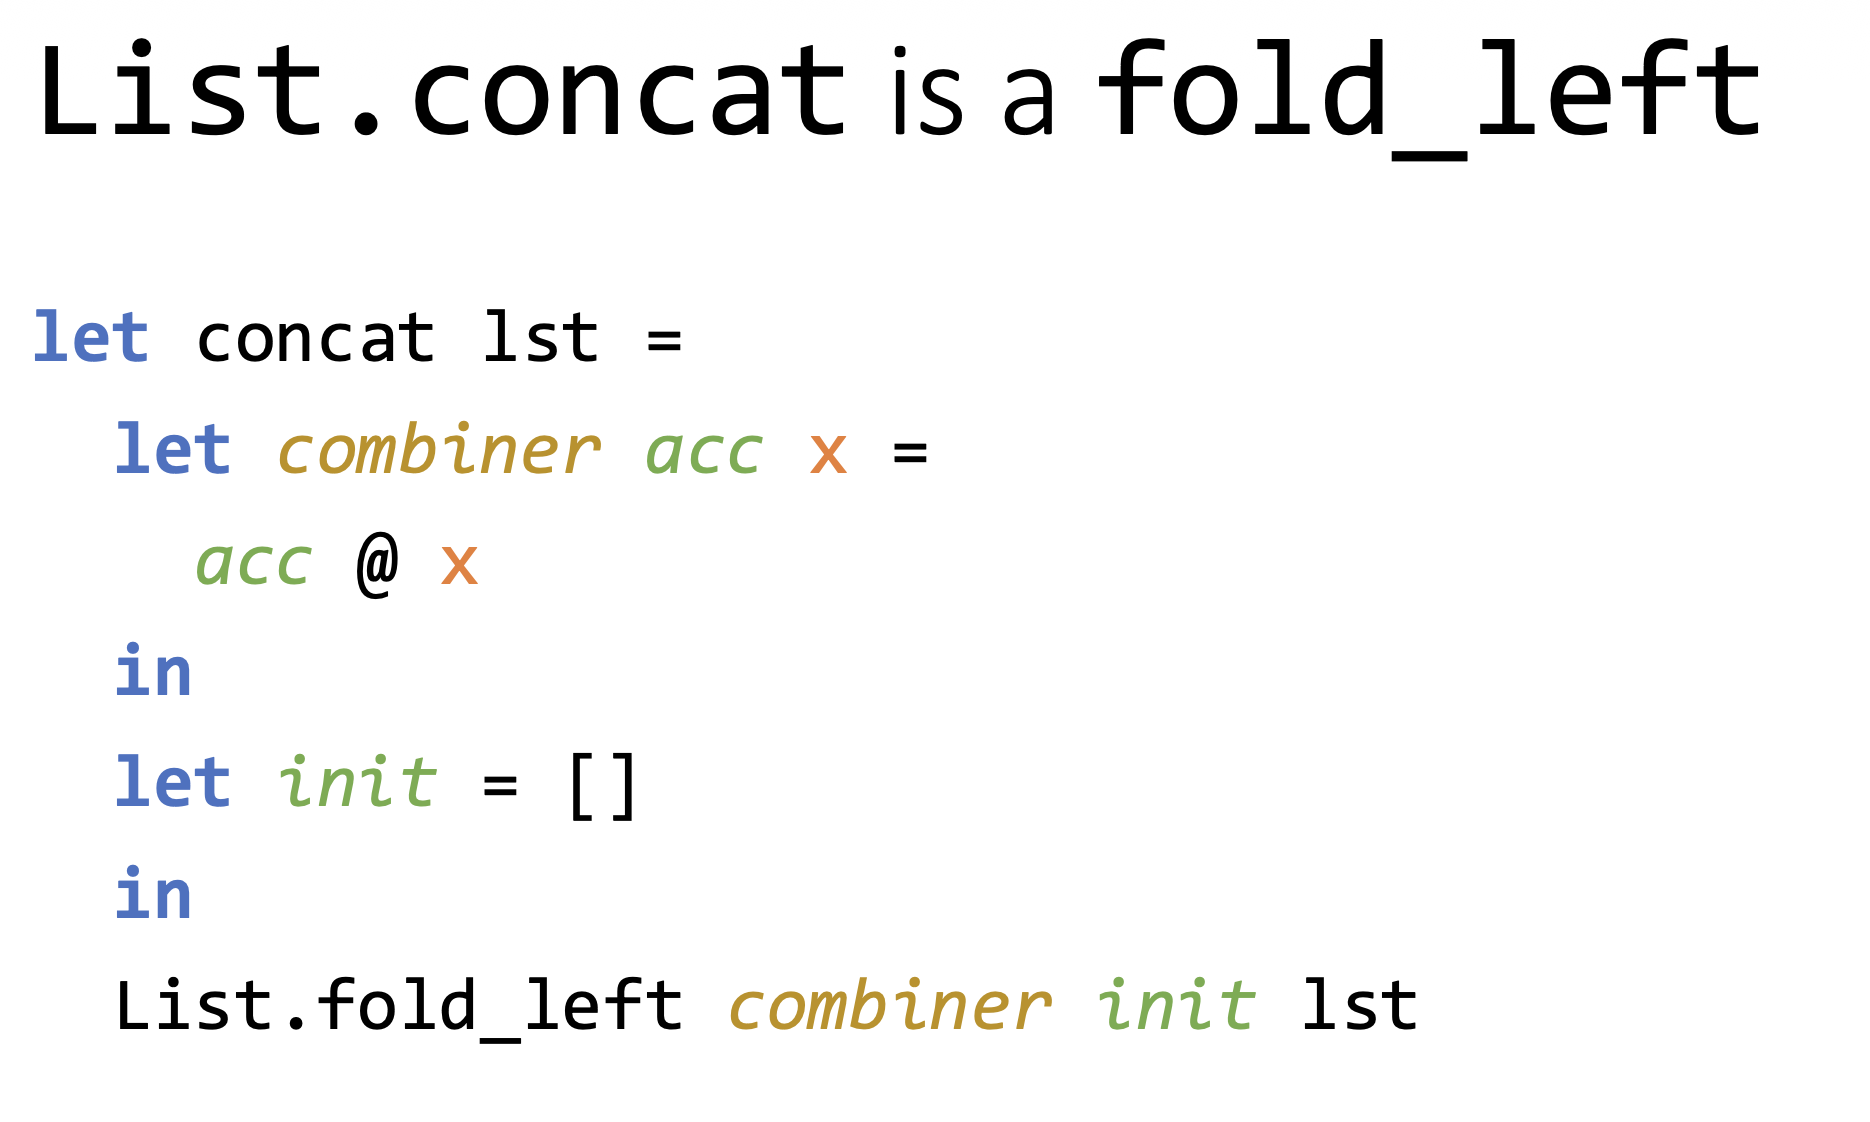 List.concat is a fold_left
let concat lst =
let combiner acc x =
acc @ x
in
let init = []
in
List.fold_left combiner init lst